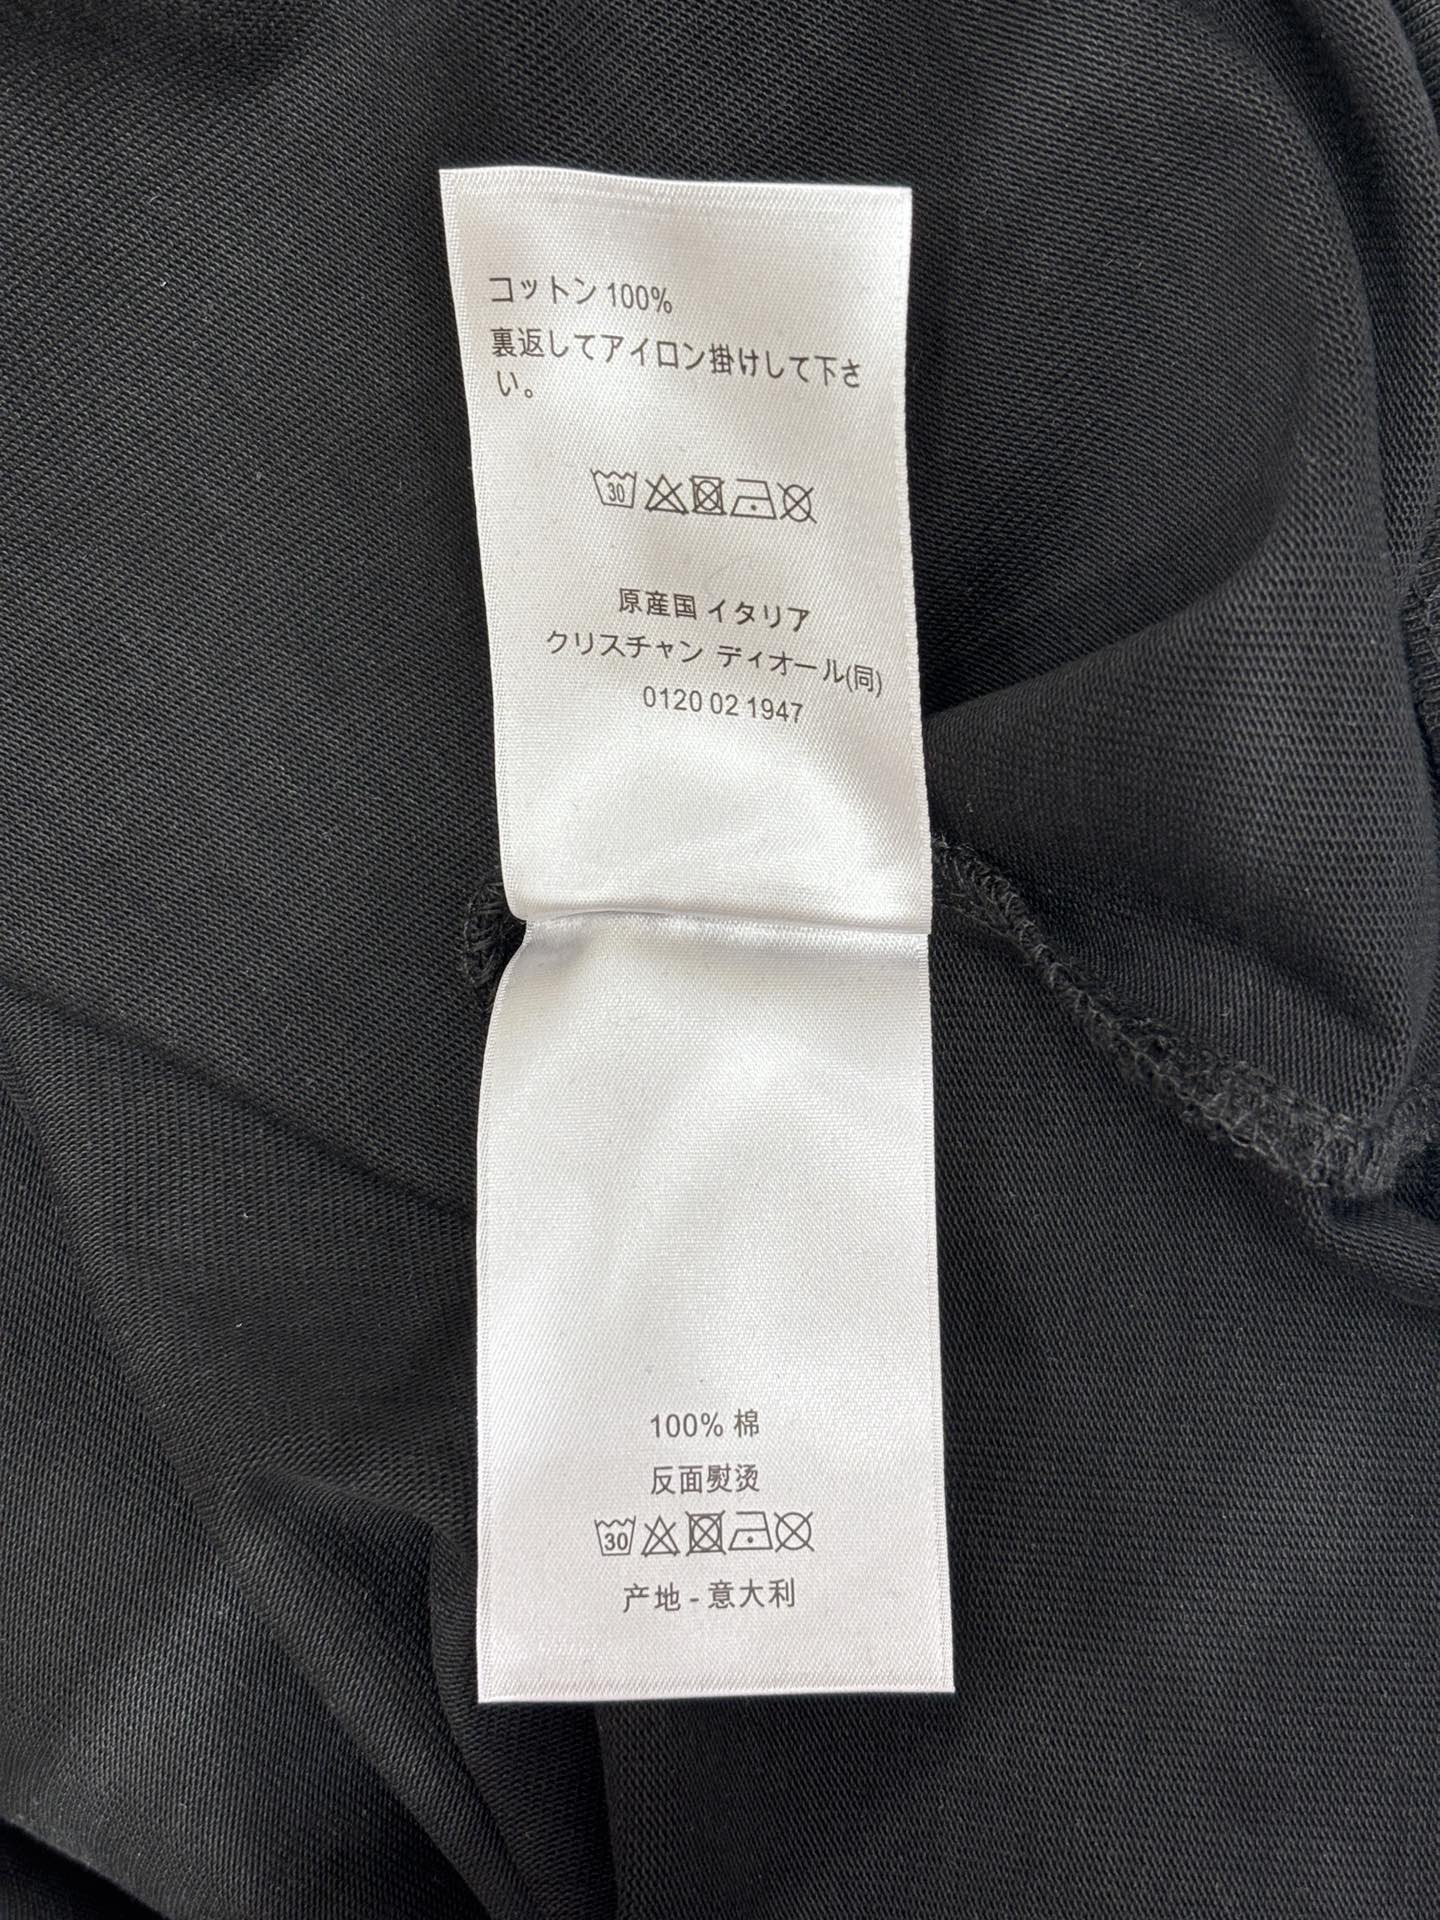 コットン 100%
裏返してアイロン掛けして下さ
い。
30
原産国 イタリア
クリスチャン ディオール(同)
0120 02 1947
100% 棉
反面熨烫
30
产地 - 意大利